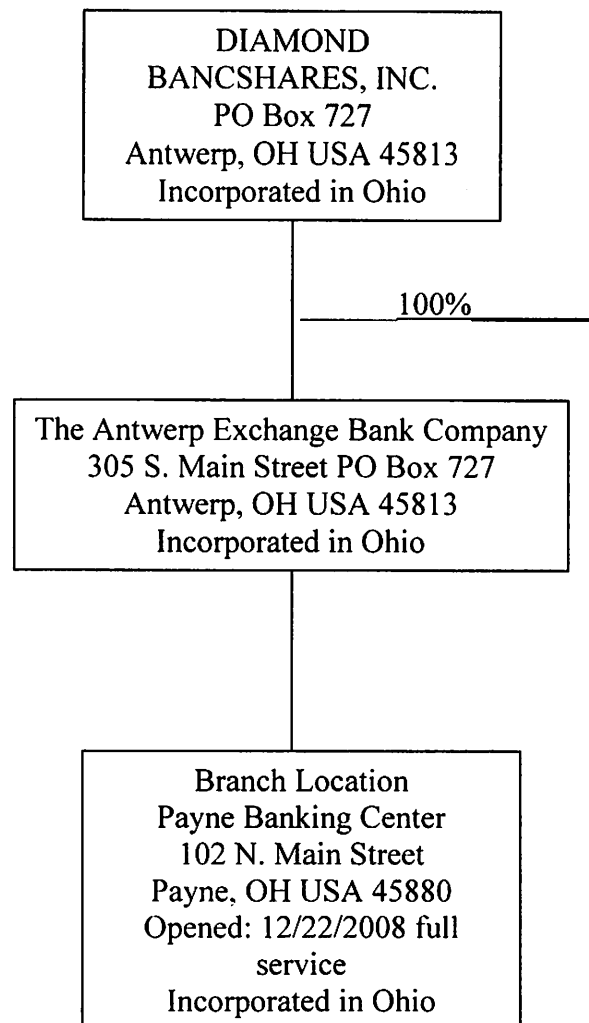 DIAMOND
BANCSHARES, INC.
PO Box 727
Antwerp, OH USA 45813
Incorporated in Ohio
100%
The Antwerp Exchange Bank Company
305 S. Main Street PO Box 727
Antwerp, OH USA 45813
Incorporated in Ohio
Branch Location
Payne Banking Center
102 N. Main Street
Payne, OH USA 45880
Opened: 12/22/2008 full
service
Incorporated in Ohio